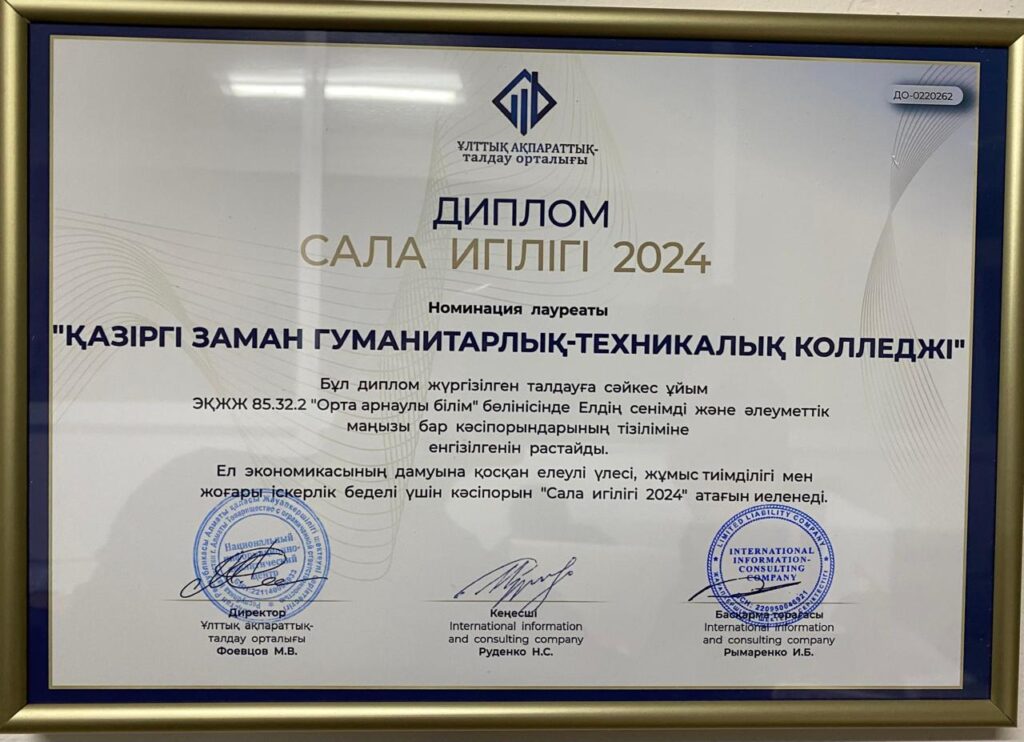 ДО-0220262
ҰЛТТЫҚ АҚПАРАТТЫҚ-
ТАЛДАУ ОРТАЛЫҒЫ
ДИПЛОМ
САЛА ИГІЛІГІ 2024
Номинация лауреаты
"ҚАЗІРГІ ЗАМАН ГУМАНИТАРЛЫҚ-ТЕХНИКАЛЫҚ КОЛЛЕДЖІ"
Бұл диплом жүргізілген талдауға сәйкес ұйым
ЭҚЖЖ 85.32.2 "Орта арнаулы білім" бөлінісінде Елдің сенімді және әлеуметтік
маңызы бар кәсіпорындарының тізіліміне
енгізілгенін растайды.
Ел экономикасының дамуына қосқан елеулі үлесі, жұмыс тиімділігі мен
жоғары іскерлік беделі үшін кәсіпорын "Сала игілігі 2024" атағын иеленеді.
Национальный
LIMITED LIABILITY COMPANY
INTERNATIONAL
INFORMATION-
CONSULTING
COMPANY
Директор
Ұлттық ақпараттық-
талдау орталығы
Фоевцов М.В.
Кеңесші
International information
and consulting company
Руденко Н.С.
Басқарма төрағасы
International information
and consulting company
Рымаренко И.Б.